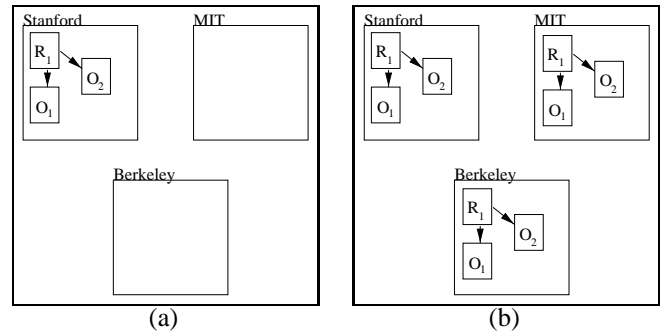 Stanford MIT
R1
O2
O1
Berkeley
(a)
Stanford MIT
R1 R1
O2 O2
O1 O1
Berkeley
R1
O2
O1
(b)